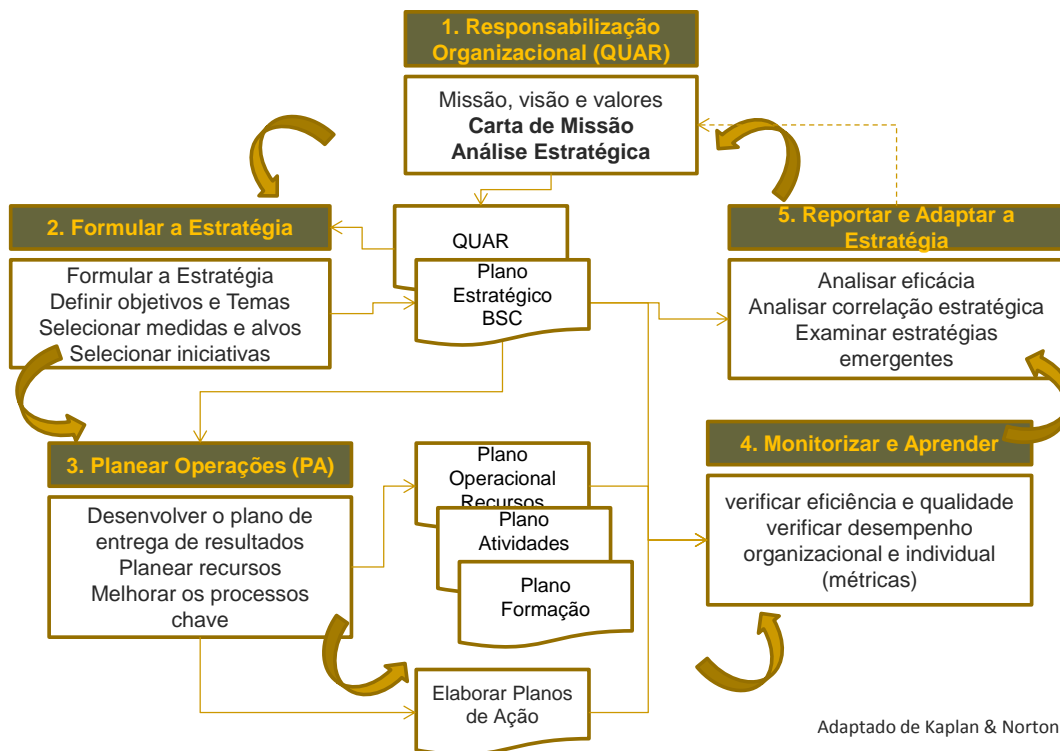 1. Responsabilização
Organizacional (QUAR)
Missão, visão e valores
Carta de Missão
Análise Estratégica
2. Formular a Estratégia
Formular a Estratégia
Definir objetivos e Temas
Selecionar medidas e alvos
Selecionar iniciativas
QUAR
Plano
Estratégico
BSC
5. Reportar e Adaptar a
Estratégia
Analisar eficácia
Analisar correlação estratégica
Examinar estratégias
emergentes
3. Planear Operações (PA)
Desenvolver o plano de
entrega de resultados
Planear recursos
Melhorar os processos
chave
Plano
Operacional
Recursos
Plano
Atividades
Plano
Formação
Elaborar Planos
de Ação
4. Monitorizar e Aprender
verificar eficiência e qualidade
verificar desempenho
organizacional e individual
(métricas)
Adaptado de Kaplan & Norton